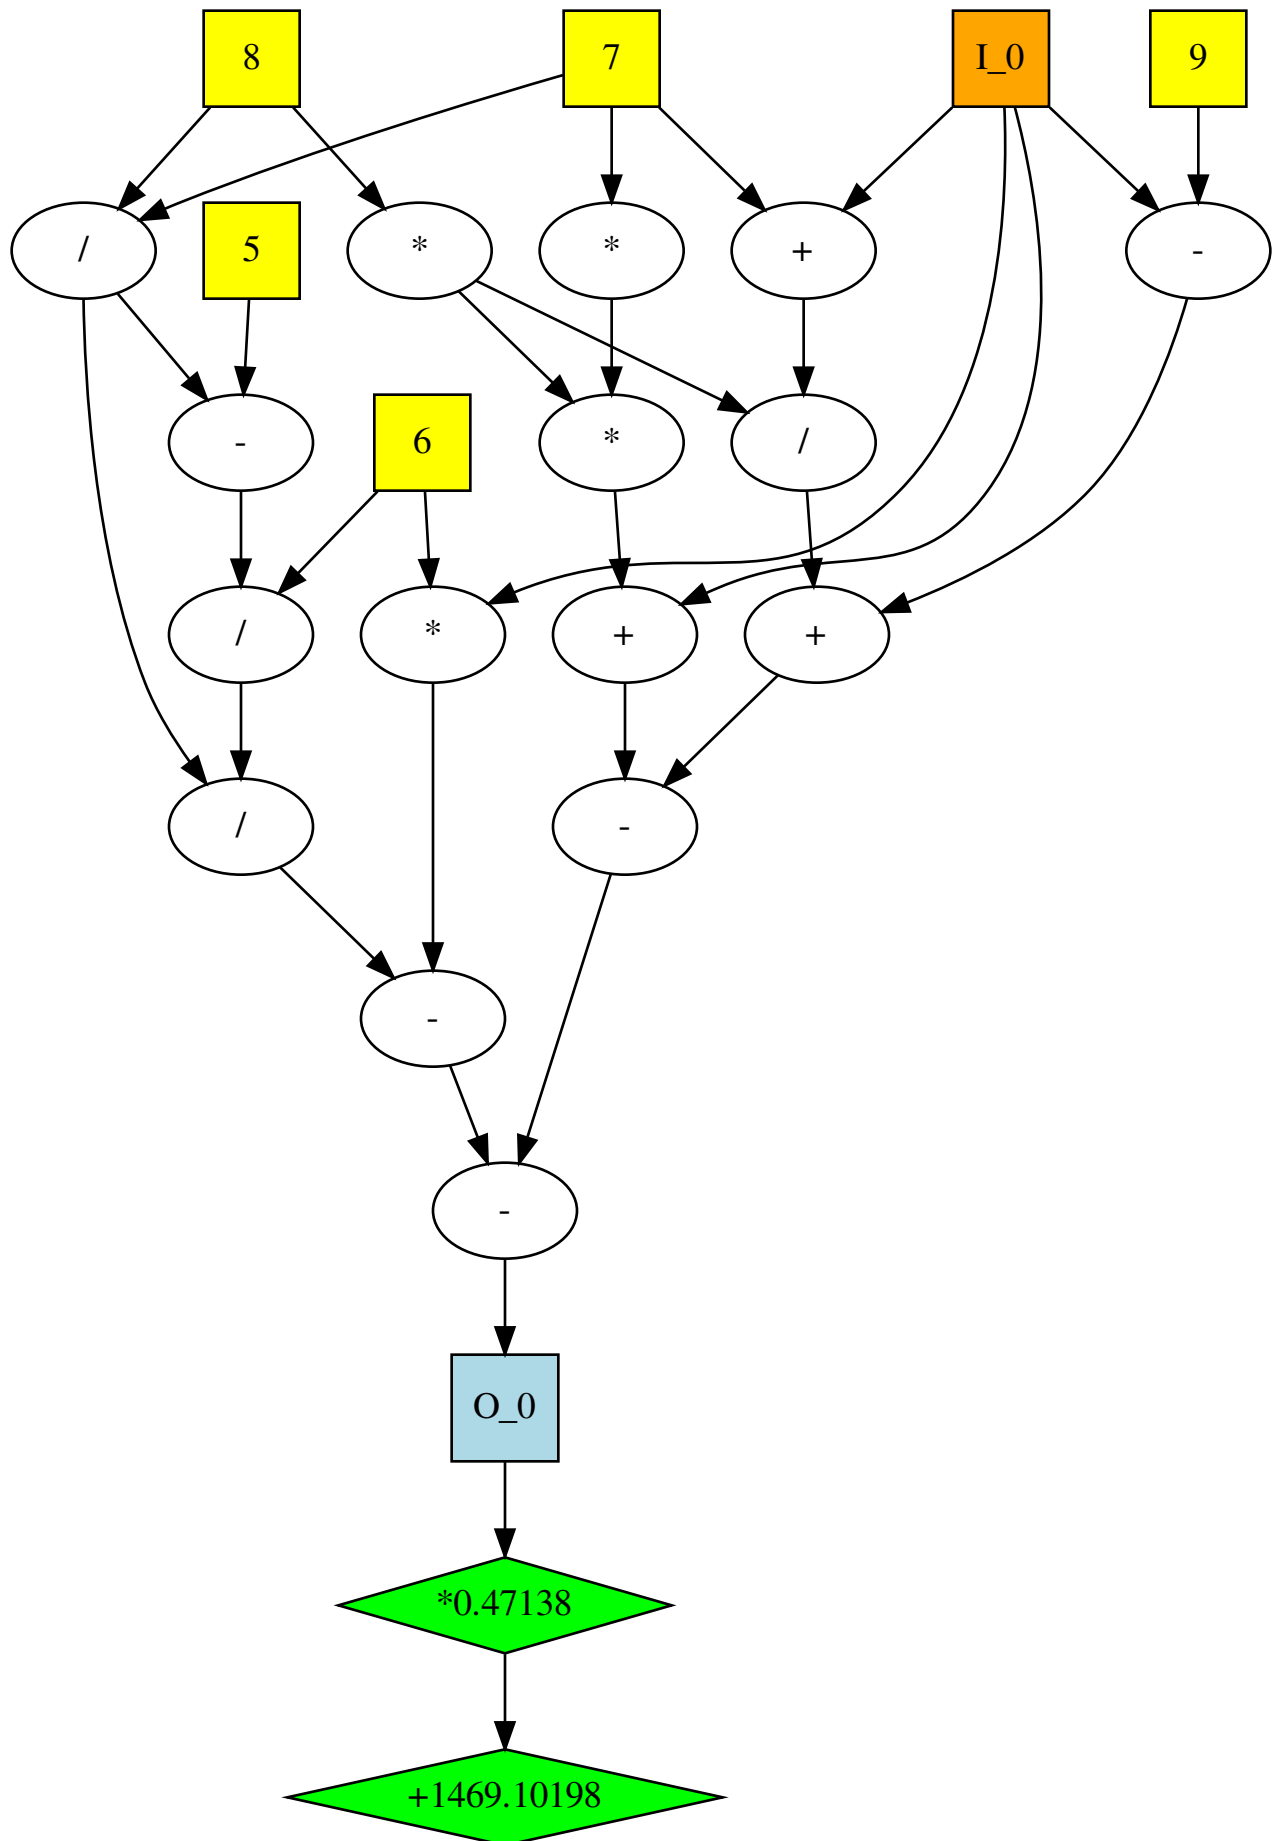 8 7 I_0 9
/ 5 * * + -
- 6 * /
/ * + +
/ -
-
-
O_0
*0.47138
+1469.10198